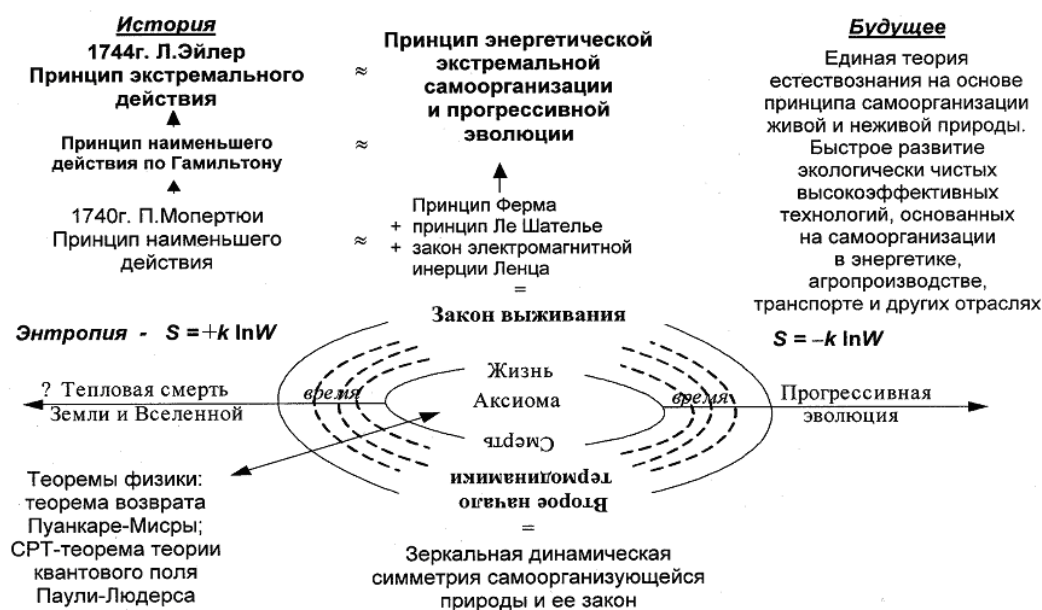 История
1744г. Л.Эйлер
Принцип экстремального
действия
Принцип наименьшего
действия по Гамильтону
1740г. П.Мопертюи
Принцип наименьшего
действия
≈
≈
≈
Принцип энергетической
экстремальной
самоорганизации
и прогрессивной
эволюции
Принцип Ферма
+ принцип Ле Шателье
+ закон электромагнитной
инерции Ленца
=
Будущее
Единая теория
естествознания на основе
принципа самоорганизации
живой и неживой природы.
Быстрое развитие
экологически чистых
высокоэффективных
технологий, основанных
на самоорганизации
в энергетике,
агропроизводстве,
транспорте и других отраслях
Энтропия - S =+k lnW
Закон выживания
S = –k lnW
Жизнь
? Тепловая смерть
Земли и Вселенной
время
Аксиома
время
Прогрессивная
эволюция
Смерть
Второе начало
термодинамики
=
Зеркальная динамическая
симметрия самоорганизующейся
природы и ее закон
Теоремы физики:
теорема возврата
Пуанкаре-Мисры;
СРТ-теорема теории
квантового поля
Паули-Людерса